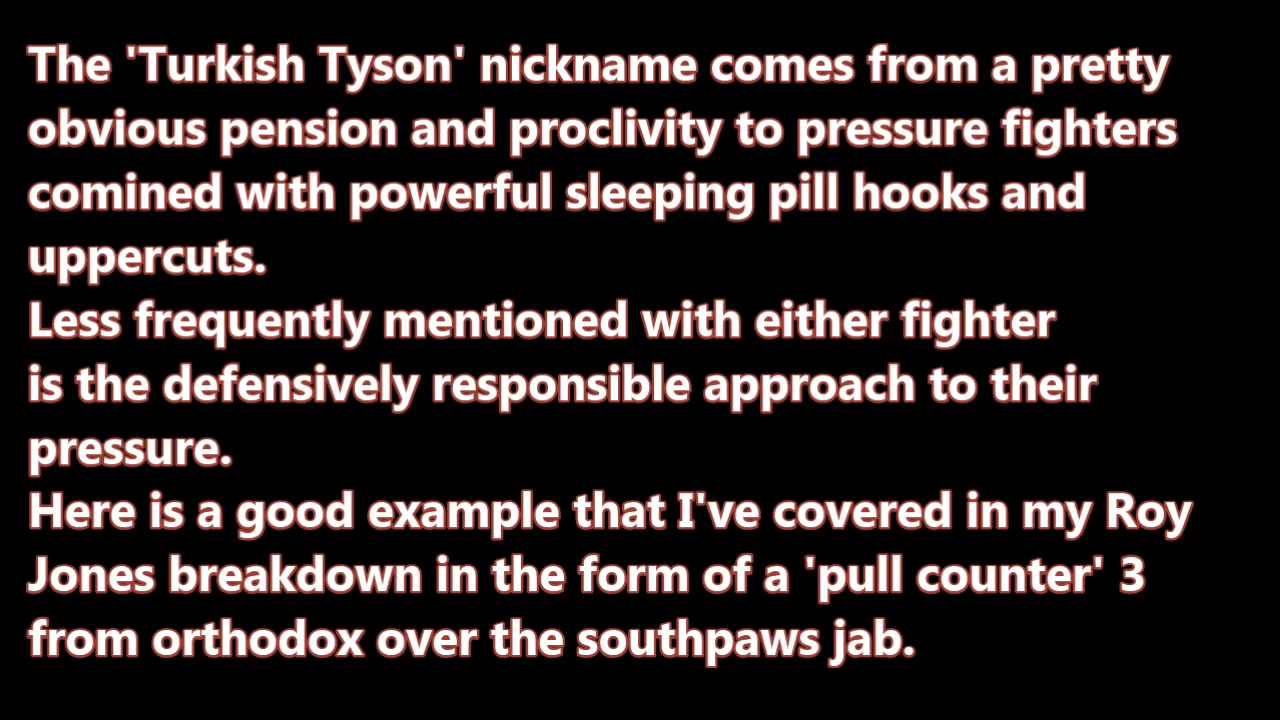 The 'Turkish Tyson' nickname comes from a pretty
obvious pension and proclivity to pressure fighters
comined with powerful sleeping pill hooks and
uppercuts.
Less frequently mentioned with either fighter
is the defensively responsible approach to their
pressure.
Here is a good example that I've covered in my Roy
Jones breakdown in the form of a 'pull counter' 3
from orthodox over the southpaws jab.